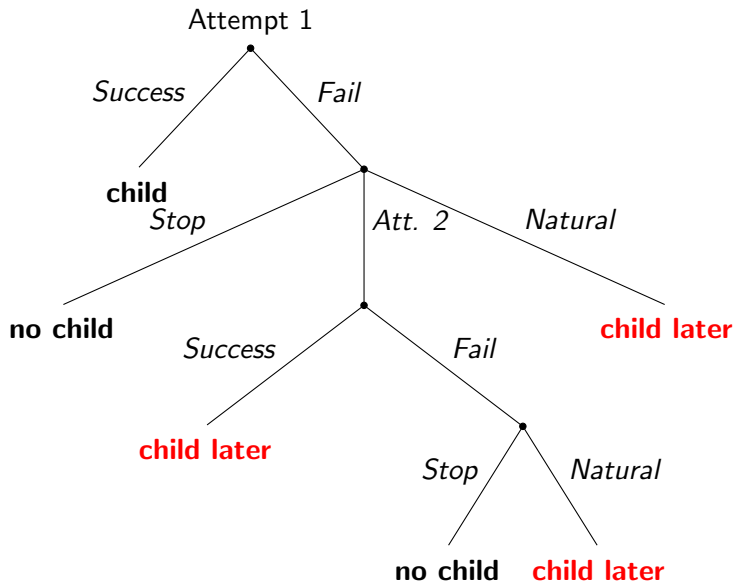 Attempt 1
Success
Fail
child
Stop
Att. 2
Natural
no child
child later
Success
Fail
child later
Stop
Natural
no child
child later